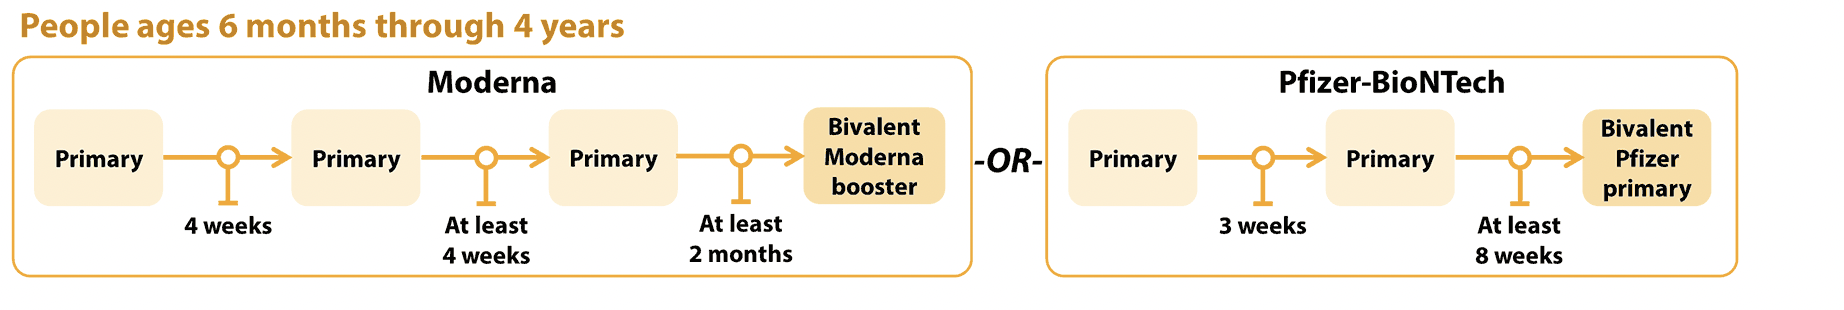 People ages 6 months through 4 years
Moderna
Primary
4 weeks
Primary
At least
4 weeks
Primary
At least
2 months
Bivalent
Moderna
booster
-OR-
Pfizer-BioNTech
Primary
3 weeks
Primary
At least
8 weeks
Bivalent
Pfizer
primary